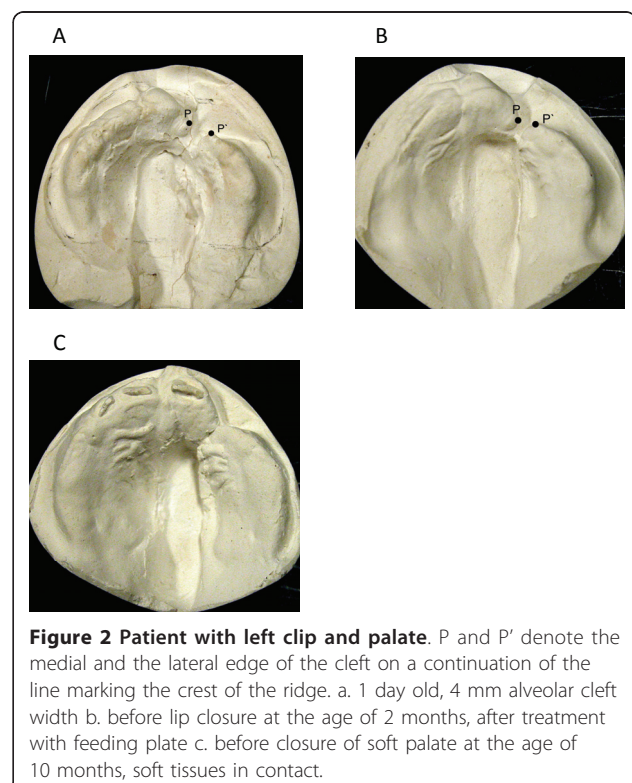 A
B
P
P'
P
P'
C
Figure 2 Patient with left clip and palate. P and P' denote the
medial and the lateral edge of the cleft on a continuation of the
line marking the crest of the ridge. a. 1 day old, 4 mm alveolar cleft
width b. before lip closure at the age of 2 months, after treatment
with feeding plate c. before closure of soft palate at the age of
10 months, soft tissues in contact.